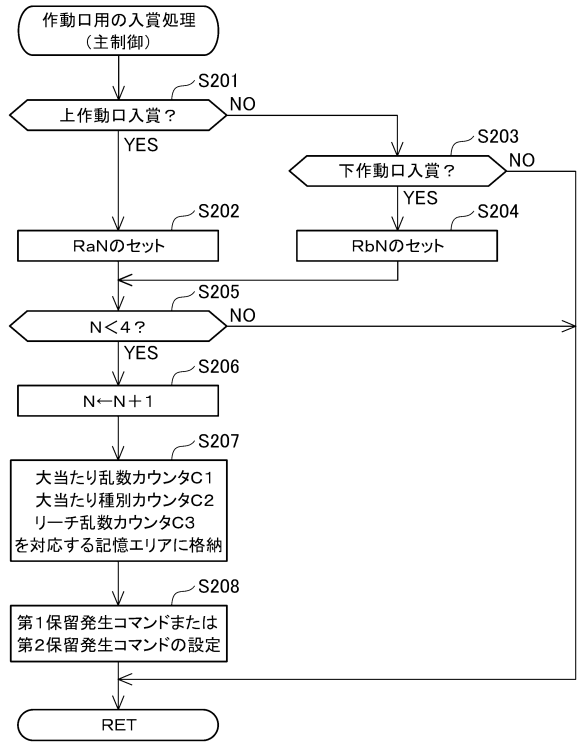 作動口用の入賞処理
（主制御）
S201
上作動口入賞？
NO
YES
S203
下作動口入賞？
NO
YES
S202
RaNのセット
S204
RbNのセット
S205
N＜4？
NO
YES
S206
N←N＋1
S207
大当たり乱数カウンタC1
大当たり種別カウンタC2
リーチ乱数カウンタC3
を対応する記憶エリアに格納
S208
第1保留発生コマンドまたは
第2保留発生コマンドの設定
RET